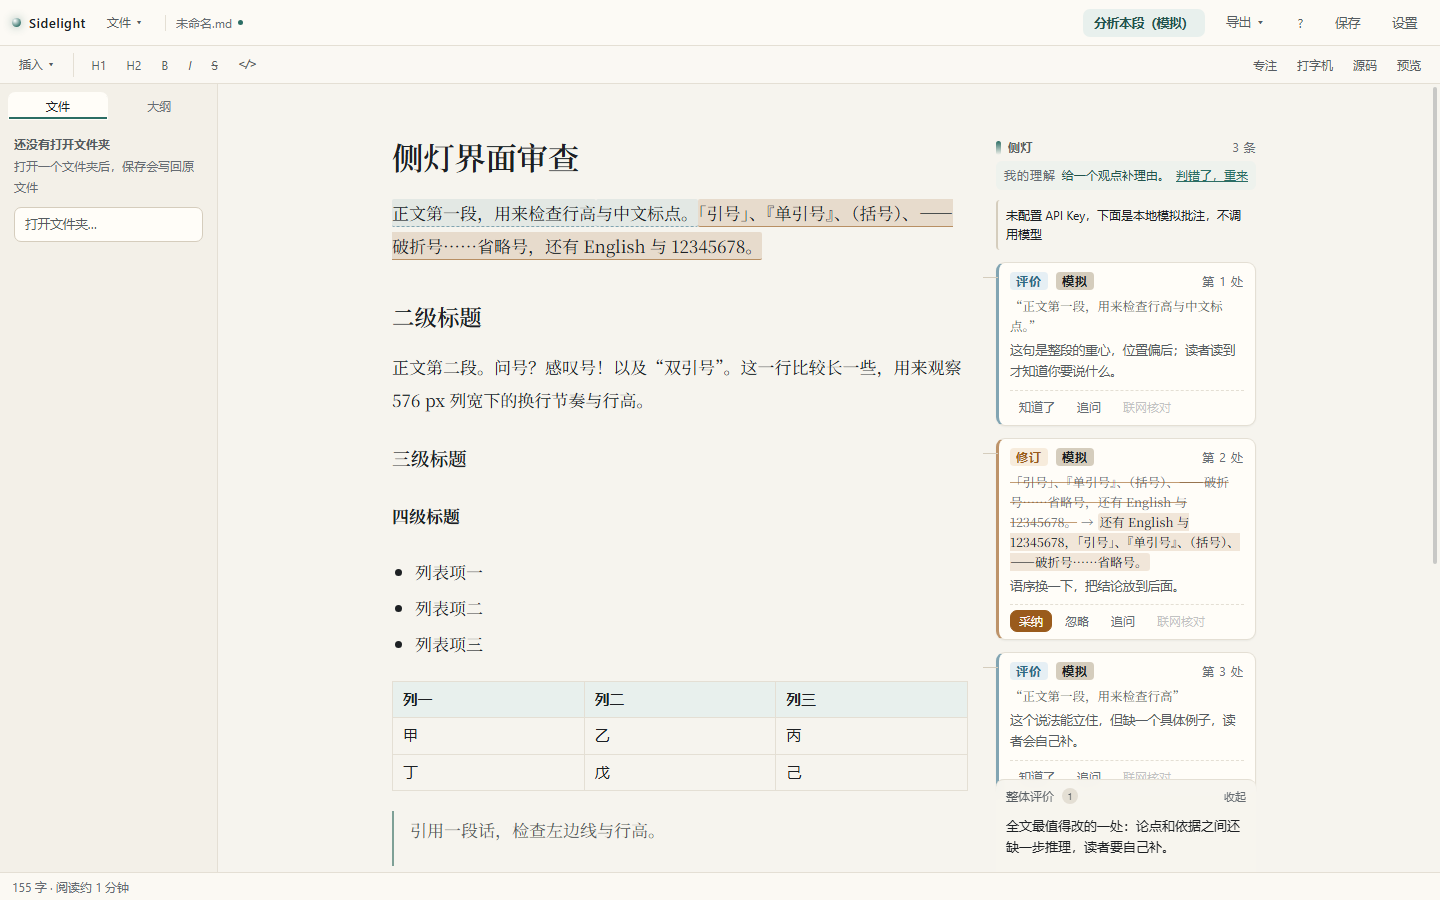 Sidelight 文件 未命名.md 分析本段（模拟） 导出 ? 保存 设置
插入 H1 H2 B I S </> 专注 打字机 源码 预览
文件 大纲
还没有打开文件夹
打开一个文件夹后，保存会写回原
文件
打开文件夹...
侧灯界面审查
正文第一段，用来检查行高与中文标点。「引号」、『单引号』、（括号）、——
破折号……省略号，还有 English 与 12345678。
二级标题
正文第二段。问号？感叹号！以及“双引号”。这一行比较长一些，用来观察
576 px 列宽下的换行节奏与行高。
三级标题
四级标题
列表项一
列表项二
列表项三
列一 列二 列三
甲 乙 丙
丁 戊 己
引用一段话，检查左边线与行高。
侧灯 3 条
我的理解 给一个观点补理由。 判错了，重来
未配置 API Key，下面是本地模拟批注，不调
用模型
评价 模拟 第 1 处
“正文第一段，用来检查行高与中文标
点。”
这句是整段的重心，位置偏后；读者读到
才知道你要说什么。
知道了 追问 联网核对
修订 模拟 第 2 处
「引号」、『单引号』、（括号）、——破折
号……省略号，还有 English 与
12345678。 → 还有 English 与
12345678，「引号」、『单引号』、（括号）、
——破折号……省略号。
语序换一下，把结论放到后面。
采纳 忽略 追问 联网核对
评价 模拟 第 3 处
“正文第一段，用来检查行高”
这个说法能立住，但缺一个具体例子，读
者会自己补。
知道了 追问 联网核对
整体评价 1 收起
全文最值得改的一处：论点和依据之间还
缺一步推理，读者要自己补。
155 字 · 阅读约 1 分钟